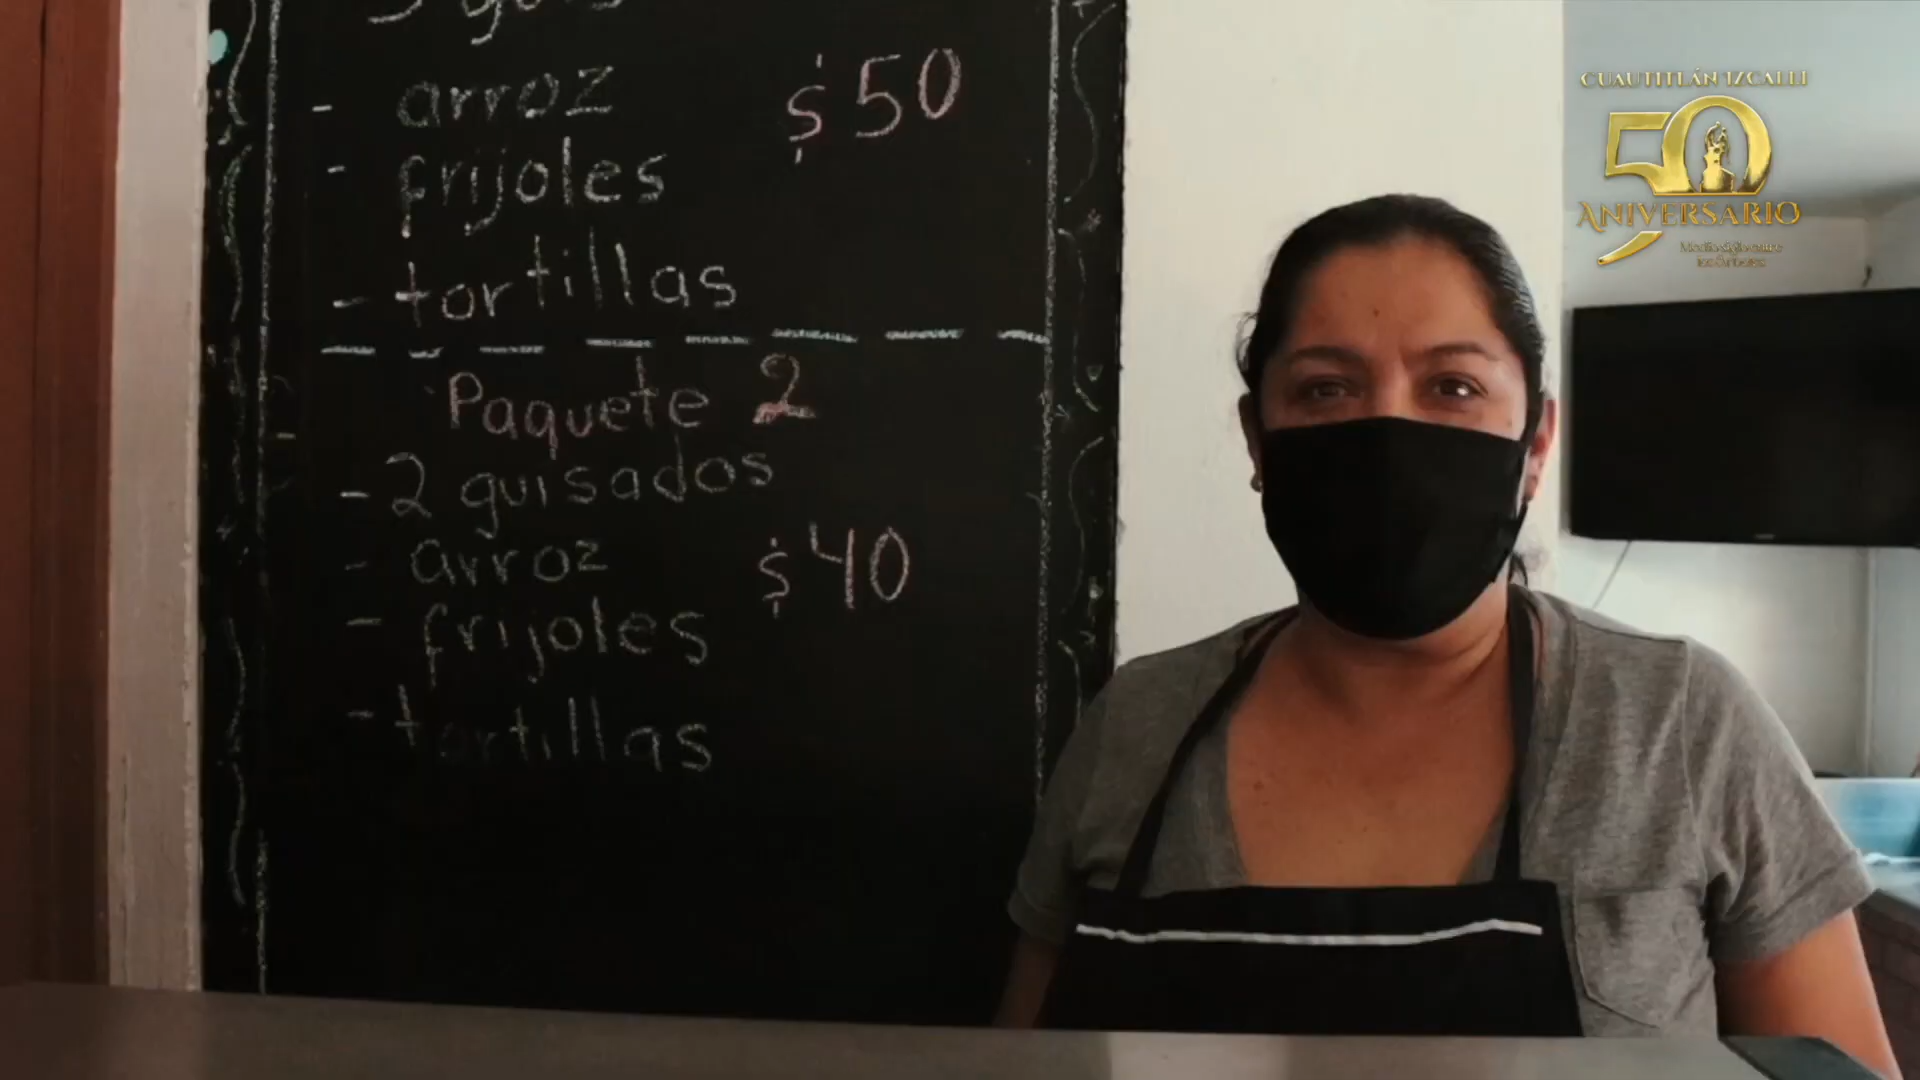 - arroz $50
- frijoles
- tortillas
Paquete 2
- 2 guisados
- arroz $40
- frijoles
- tortillas
CUAUTITLÁN IZCALLI
50
ANIVERSARIO